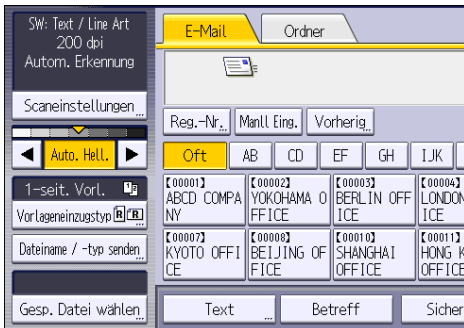 SW: Text / Line Art
200 dpi
Autom. Erkennung
Scaneinstellungen
Auto. Hell.
1-seit. Vorl.
Vorlageneinzugstyp
Dateiname / -typ senden
Gesp. Datei wählen
E-Mail
Ordner
Reg.-Nr.
Manll Eing.
Vorherig.
Oft
AB
CD
EF
GH
IJK
【00001】
ABCD COMPA
NY
【00002】
YOKOHAMA O
FFICE
【00003】
BERLIN OFF
ICE
【00004】
LONDON
ICE
【00007】
KYOTO OFFI
CE
【00008】
BEIJING OF
FICE
【00010】
SHANGHAI
OFFICE
【00011】
HONG K
OFFICE
Text
Betreff
Sicher